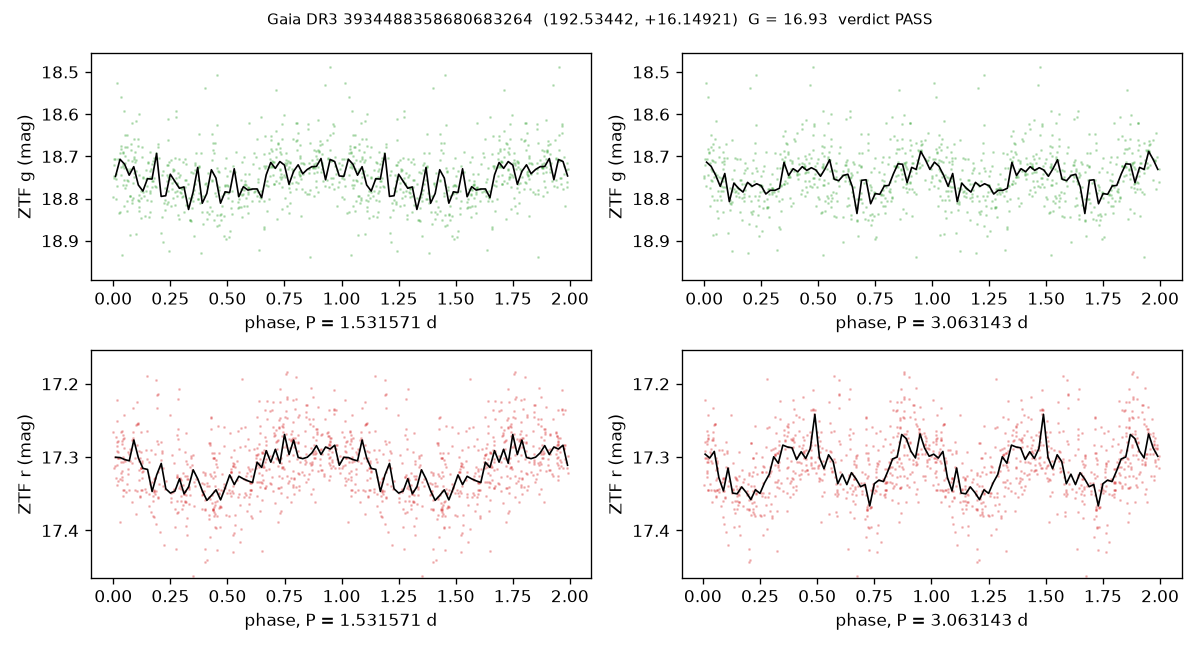 Gaia DR3 3934488358680683264 (192.53442, +16.14921) G = 16.93 verdict PASS
ZTF g (mag)
18.5
18.6
18.7
18.8
18.9
0.00 0.25 0.50 0.75 1.00 1.25 1.50 1.75 2.00
phase, P = 1.531571 d
ZTF g (mag)
18.5
18.6
18.7
18.8
18.9
0.00 0.25 0.50 0.75 1.00 1.25 1.50 1.75 2.00
phase, P = 3.063143 d
ZTF r (mag)
17.2
17.3
17.4
0.00 0.25 0.50 0.75 1.00 1.25 1.50 1.75 2.00
phase, P = 1.531571 d
ZTF r (mag)
17.2
17.3
17.4
0.00 0.25 0.50 0.75 1.00 1.25 1.50 1.75 2.00
phase, P = 3.063143 d